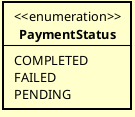 <<enumeration>>
PaymentStatus
COMPLETED
FAILED
PENDING